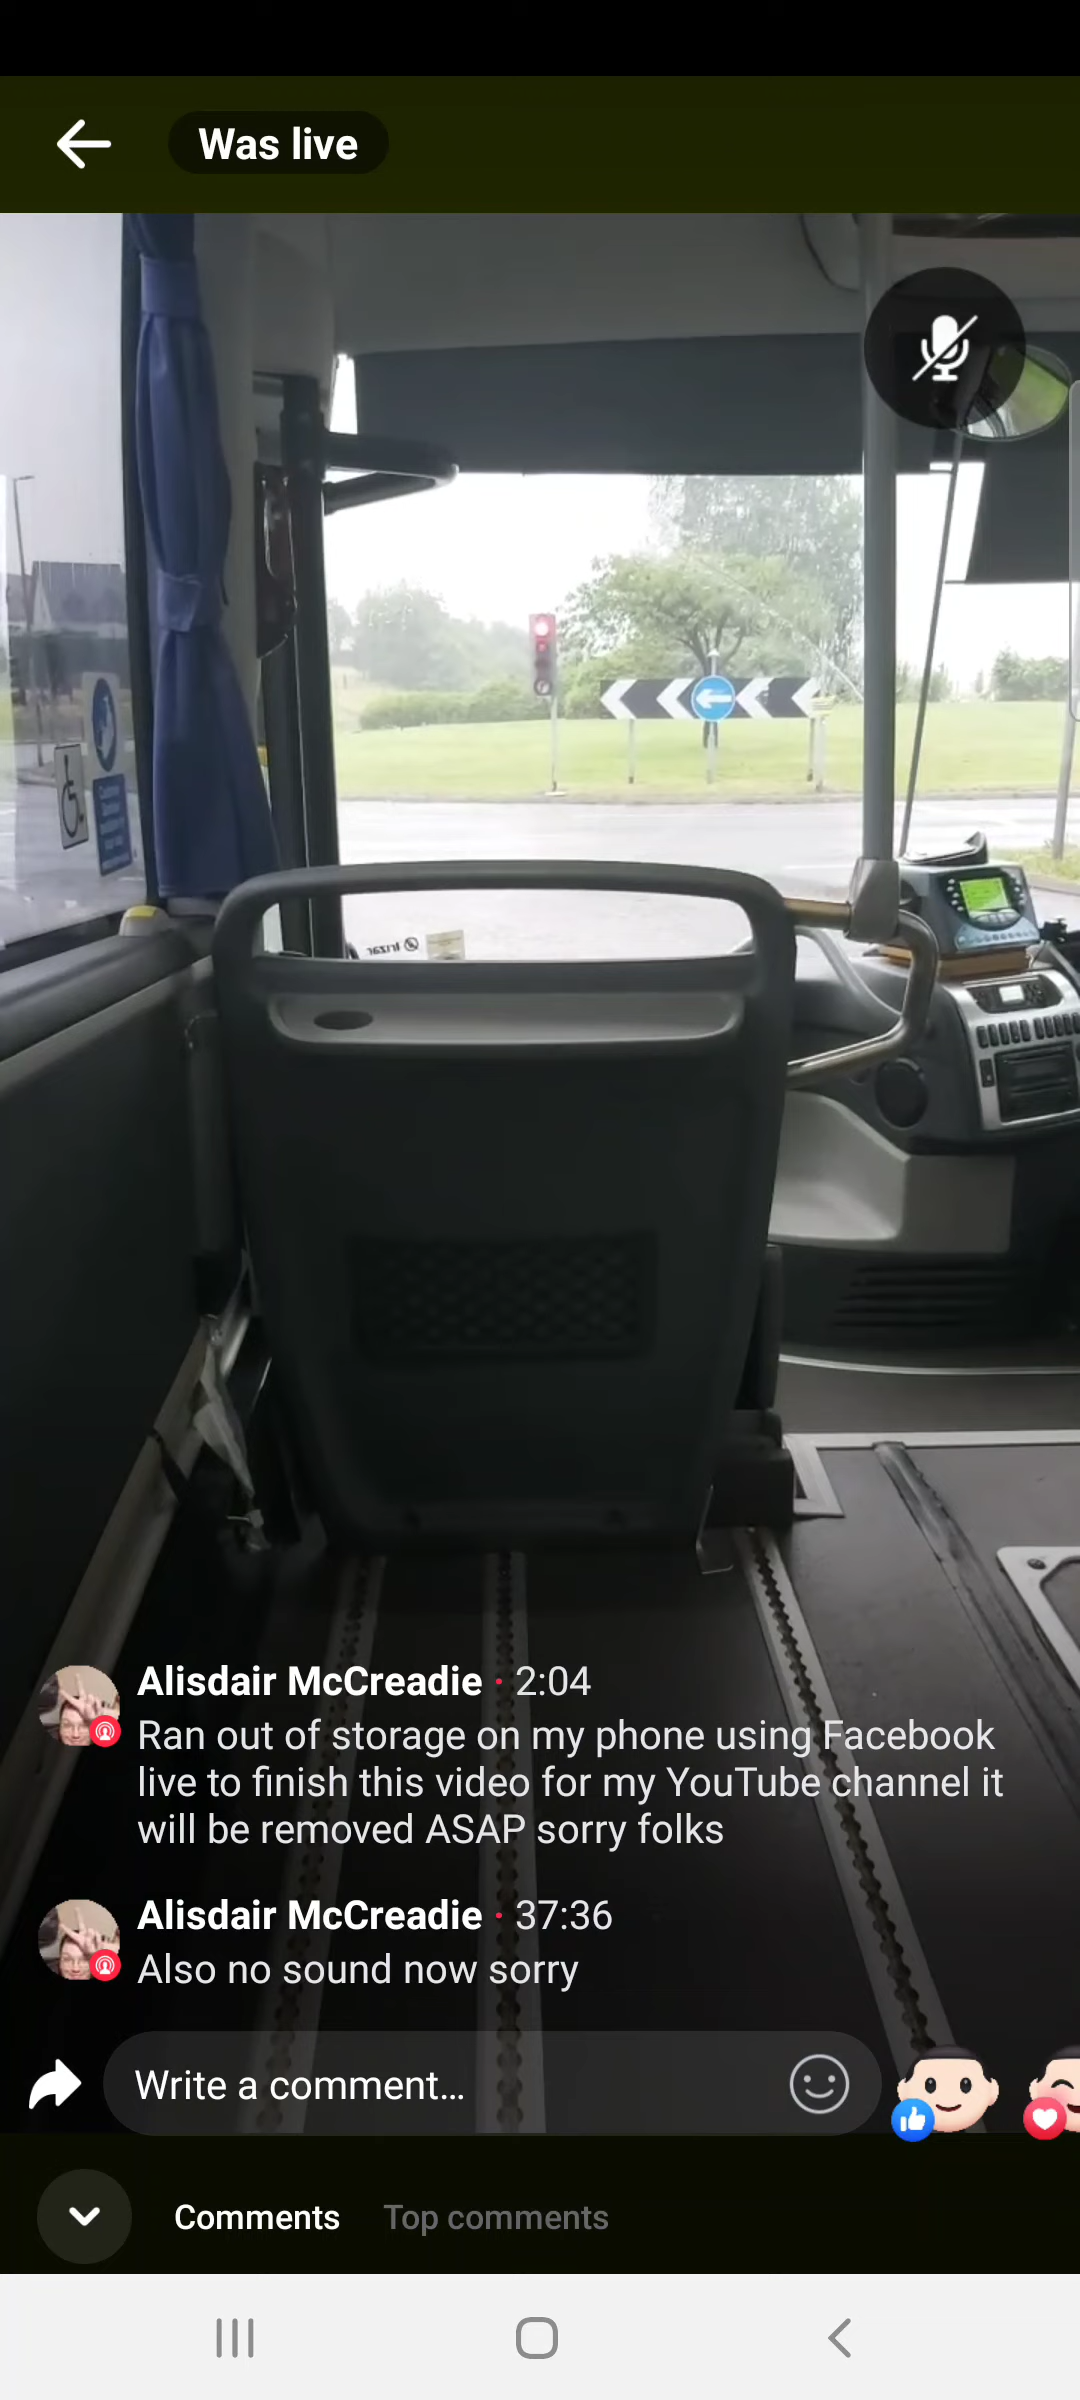 Was live
Irizar
Alisdair McCreadie · 2:04
Ran out of storage on my phone using Facebook
live to finish this video for my YouTube channel it
will be removed ASAP sorry folks
Alisdair McCreadie · 37:36
Also no sound now sorry
Write a comment...
Comments
Top comments